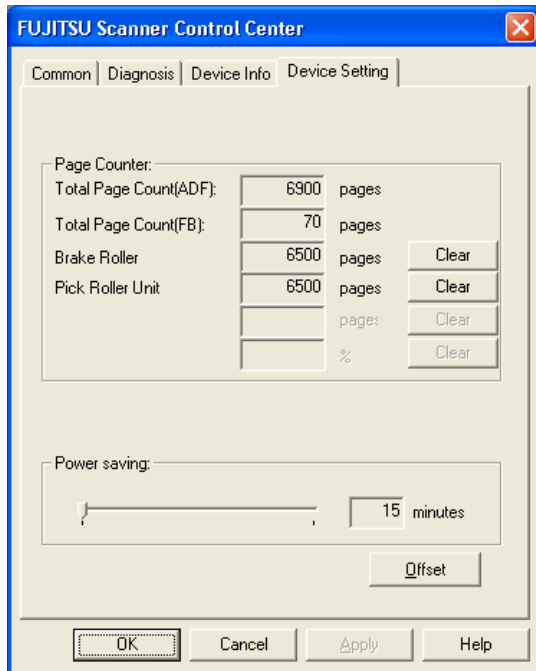 FUJITSU Scanner Control Center
Common Diagnosis Device Info Device Setting
Page Counter:
Total Page Count(ADF): 6900 pages
Total Page Count(FB): 70 pages
Brake Roller 6500 pages Clear
Pick Roller Unit 6500 pages Clear
pages Clear
% Clear
Power saving:
15 minutes
Offset
OK Cancel Apply Help